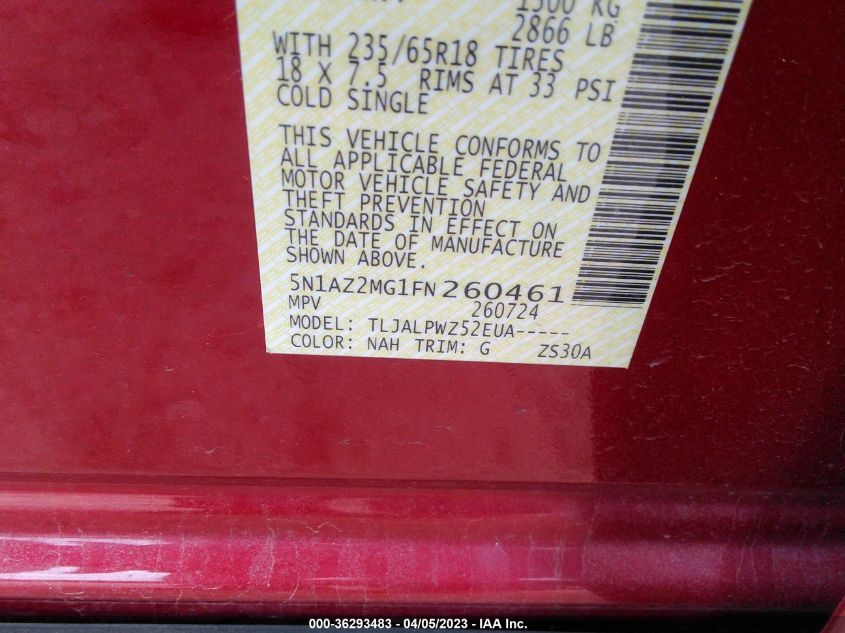 1300 KG
2866 LB
WITH 235/65R18 TIRES
18 X 7.5 RIMS AT 33 PSI
COLD SINGLE
THIS VEHICLE CONFORMS TO
ALL APPLICABLE FEDERAL
MOTOR VEHICLE SAFETY AND
THEFT PREVENTION
STANDARDS IN EFFECT ON
THE DATE OF MANUFACTURE
SHOWN ABOVE.
5N1AZ2MG1FN260461
MPV 260724
MODEL: TLJALPWZ52EUA-----
COLOR: NAH TRIM: G ZS30A
000-36293483 - 04/05/2023 - IAA Inc.